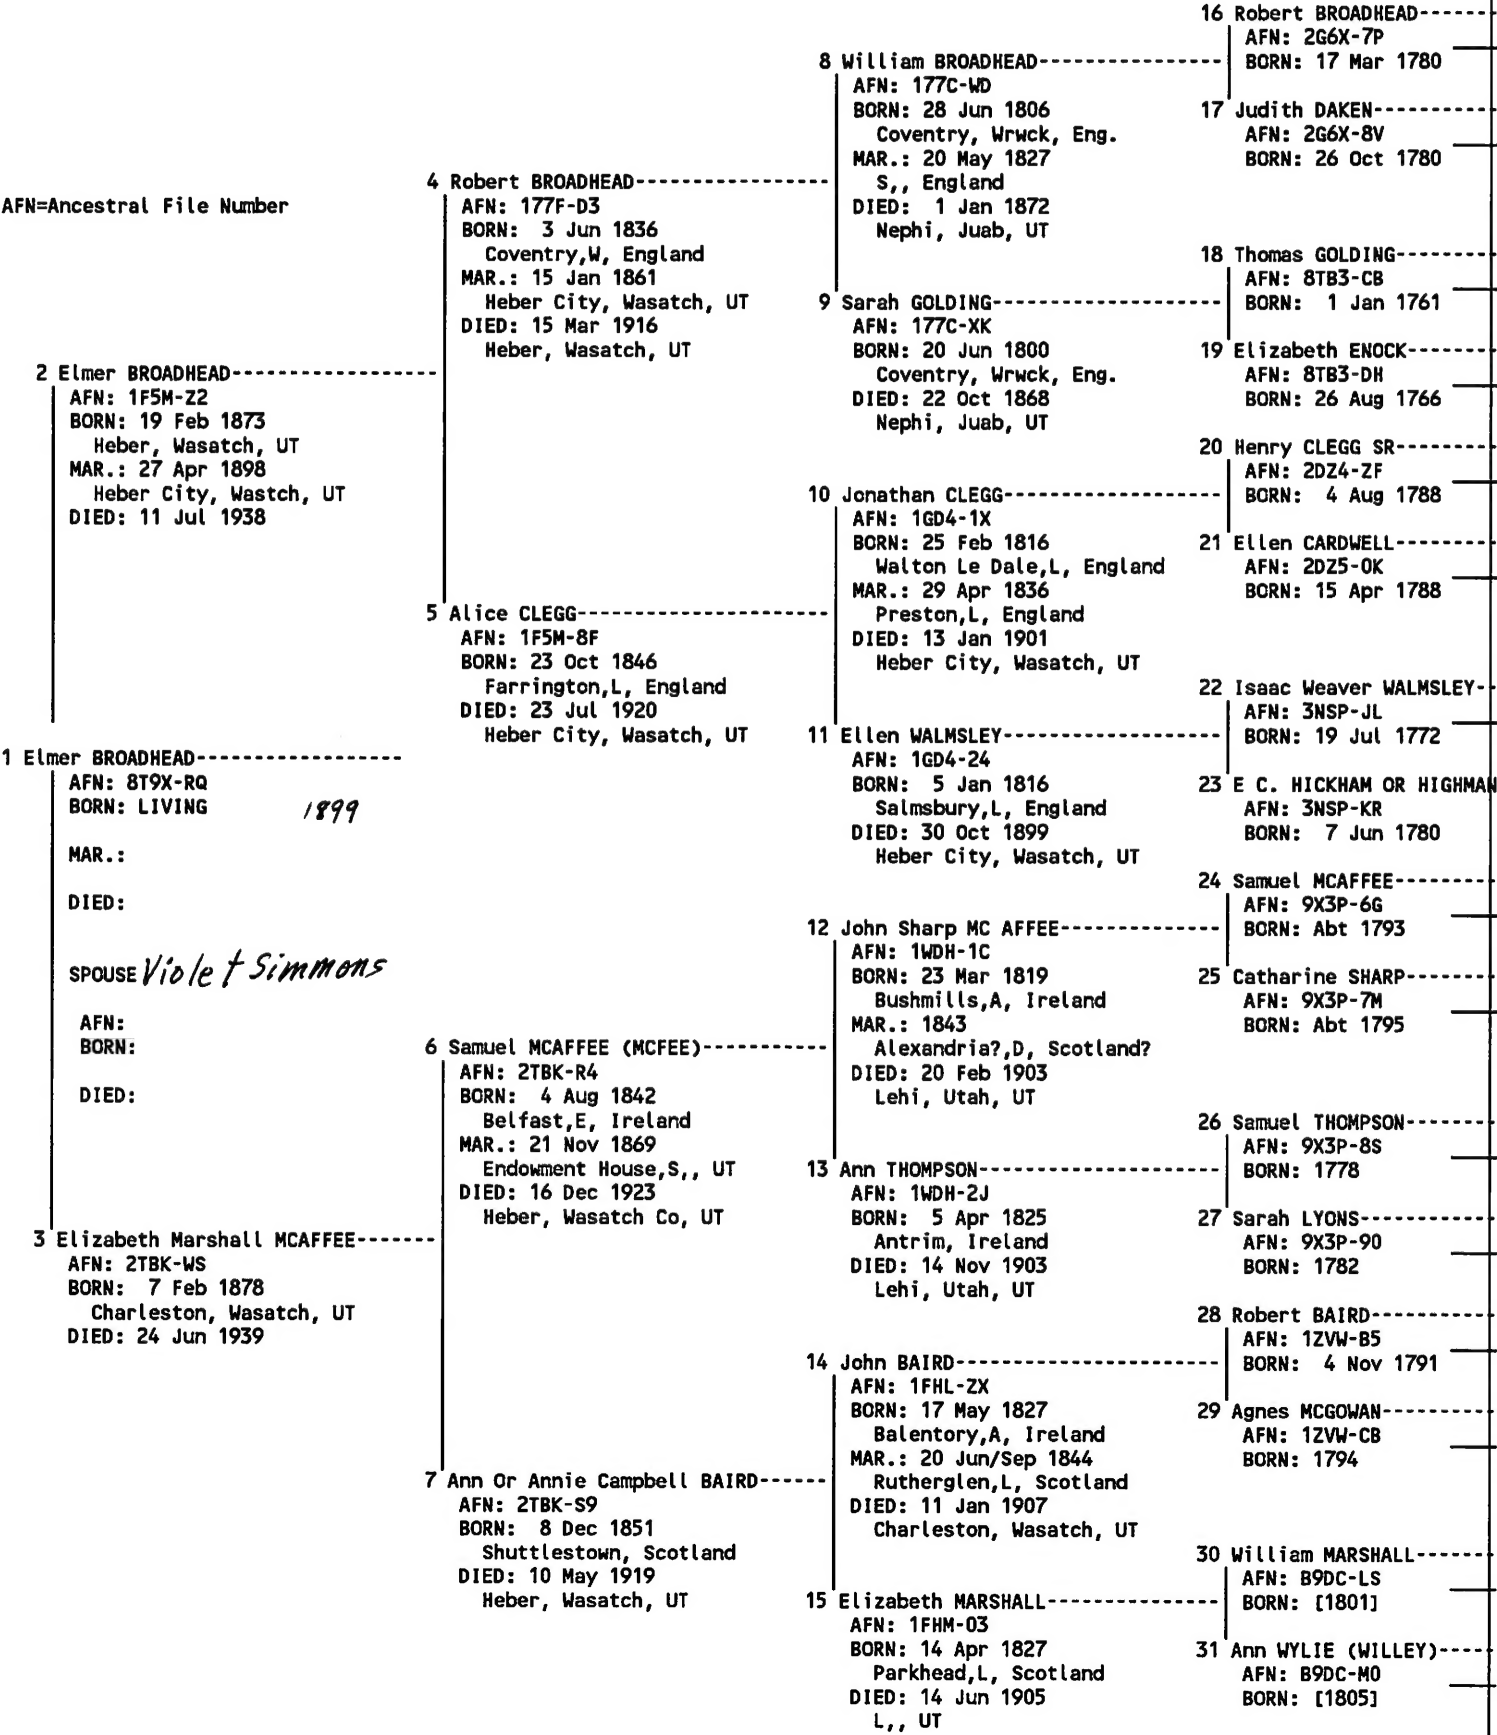 AFN=Ancestral File Number
1 Elmer BROADHEAD-----------------
AFN: 8T9X-RQ
BORN: LIVING 1899
MAR.:
DIED:
SPOUSE Violet Simmons
AFN:
BORN:
DIED:
2 Elmer BROADHEAD-----------------
AFN: 1F5M-Z2
BORN: 19 Feb 1873
Heber, Wasatch, UT
MAR.: 27 Apr 1898
Heber City, Wastch, UT
DIED: 11 Jul 1938
3 Elizabeth Marshall MCAFFEE-------
AFN: 2TBK-WS
BORN: 7 Feb 1878
Charleston, Wasatch, UT
DIED: 24 Jun 1939
4 Robert BROADHEAD----------------
AFN: 177F-D3
BORN: 3 Jun 1836
Coventry,W, England
MAR.: 15 Jan 1861
Heber City, Wasatch, UT
DIED: 15 Mar 1916
Heber, Wasatch, UT
5 Alice CLEGG---------------------
AFN: 1F5M-8F
BORN: 23 Oct 1846
Farrington,L, England
DIED: 23 Jul 1920
Heber City, Wasatch, UT
6 Samuel MCAFFEE (MCFEE)-----------
AFN: 2TBK-R4
BORN: 4 Aug 1842
Belfast,E, Ireland
MAR.: 21 Nov 1869
Endowment House,S,, UT
DIED: 16 Dec 1923
Heber, Wasatch Co, UT
7 Ann Or Annie Campbell BAIRD------
AFN: 2TBK-S9
BORN: 8 Dec 1851
Shuttlestown, Scotland
DIED: 10 May 1919
Heber, Wasatch, UT
8 William BROADHEAD----------------
AFN: 177C-WD
BORN: 28 Jun 1806
Coventry, Wrwck, Eng.
MAR.: 20 May 1827
S,, England
DIED: 1 Jan 1872
Nephi, Juab, UT
9 Sarah GOLDING-------------------
AFN: 177C-XK
BORN: 20 Jun 1800
Coventry, Wrwck, Eng.
DIED: 22 Oct 1868
Nephi, Juab, UT
10 Jonathan CLEGG------------------
AFN: 1GD4-1X
BORN: 25 Feb 1816
Walton Le Dale,L, England
MAR.: 29 Apr 1836
Preston,L, England
DIED: 13 Jan 1901
Heber City, Wasatch, UT
11 Ellen WALMSLEY------------------
AFN: 1GD4-24
BORN: 5 Jan 1816
Salmsbury,L, England
DIED: 30 Oct 1899
Heber City, Wasatch, UT
12 John Sharp MC AFFEE-------------
AFN: 1WDH-1C
BORN: 23 Mar 1819
Bushmills,A, Ireland
MAR.: 1843
Alexandria?,D, Scotland?
DIED: 20 Feb 1903
Lehi, Utah, UT
13 Ann THOMPSON--------------------
AFN: 1WDH-2J
BORN: 5 Apr 1825
Antrim, Ireland
DIED: 14 Nov 1903
Lehi, Utah, UT
14 John BAIRD----------------------
AFN: 1FHL-ZX
BORN: 17 May 1827
Balentory,A, Ireland
MAR.: 20 Jun/Sep 1844
Rutherglen,L, Scotland
DIED: 11 Jan 1907
Charleston, Wasatch, UT
15 Elizabeth MARSHALL--------------
AFN: 1FHM-03
BORN: 14 Apr 1827
Parkhead,L, Scotland
DIED: 14 Jun 1905
L,, UT
16 Robert BROADHEAD------
AFN: 2G6X-7P
BORN: 17 Mar 1780
17 Judith DAKEN----------
AFN: 2G6X-8V
BORN: 26 Oct 1780
18 Thomas GOLDING--------
AFN: 8TB3-CB
BORN: 1 Jan 1761
19 Elizabeth ENOCK-------
AFN: 8TB3-DH
BORN: 26 Aug 1766
20 Henry CLEGG SR--------
AFN: 2DZ4-ZF
BORN: 4 Aug 1788
21 Ellen CARDWELL--------
AFN: 2DZ5-0K
BORN: 15 Apr 1788
22 Isaac Weaver WALMSLEY--
AFN: 3NSP-JL
BORN: 19 Jul 1772
23 E C. HICKHAM OR HIGHMAN
AFN: 3NSP-KR
BORN: 7 Jun 1780
24 Samuel MCAFFEE--------
AFN: 9X3P-6G
BORN: Abt 1793
25 Catharine SHARP-------
AFN: 9X3P-7M
BORN: Abt 1795
26 Samuel THOMPSON-------
AFN: 9X3P-8S
BORN: 1778
27 Sarah LYONS-----------
AFN: 9X3P-90
BORN: 1782
28 Robert BAIRD----------
AFN: 1ZVW-B5
BORN: 4 Nov 1791
29 Agnes MCGOWAN---------
AFN: 1ZVW-CB
BORN: 1794
30 William MARSHALL------
AFN: B9DC-LS
BORN: [1801]
31 Ann WYLIE (WILLEY)----
AFN: B9DC-M0
BORN: [1805]